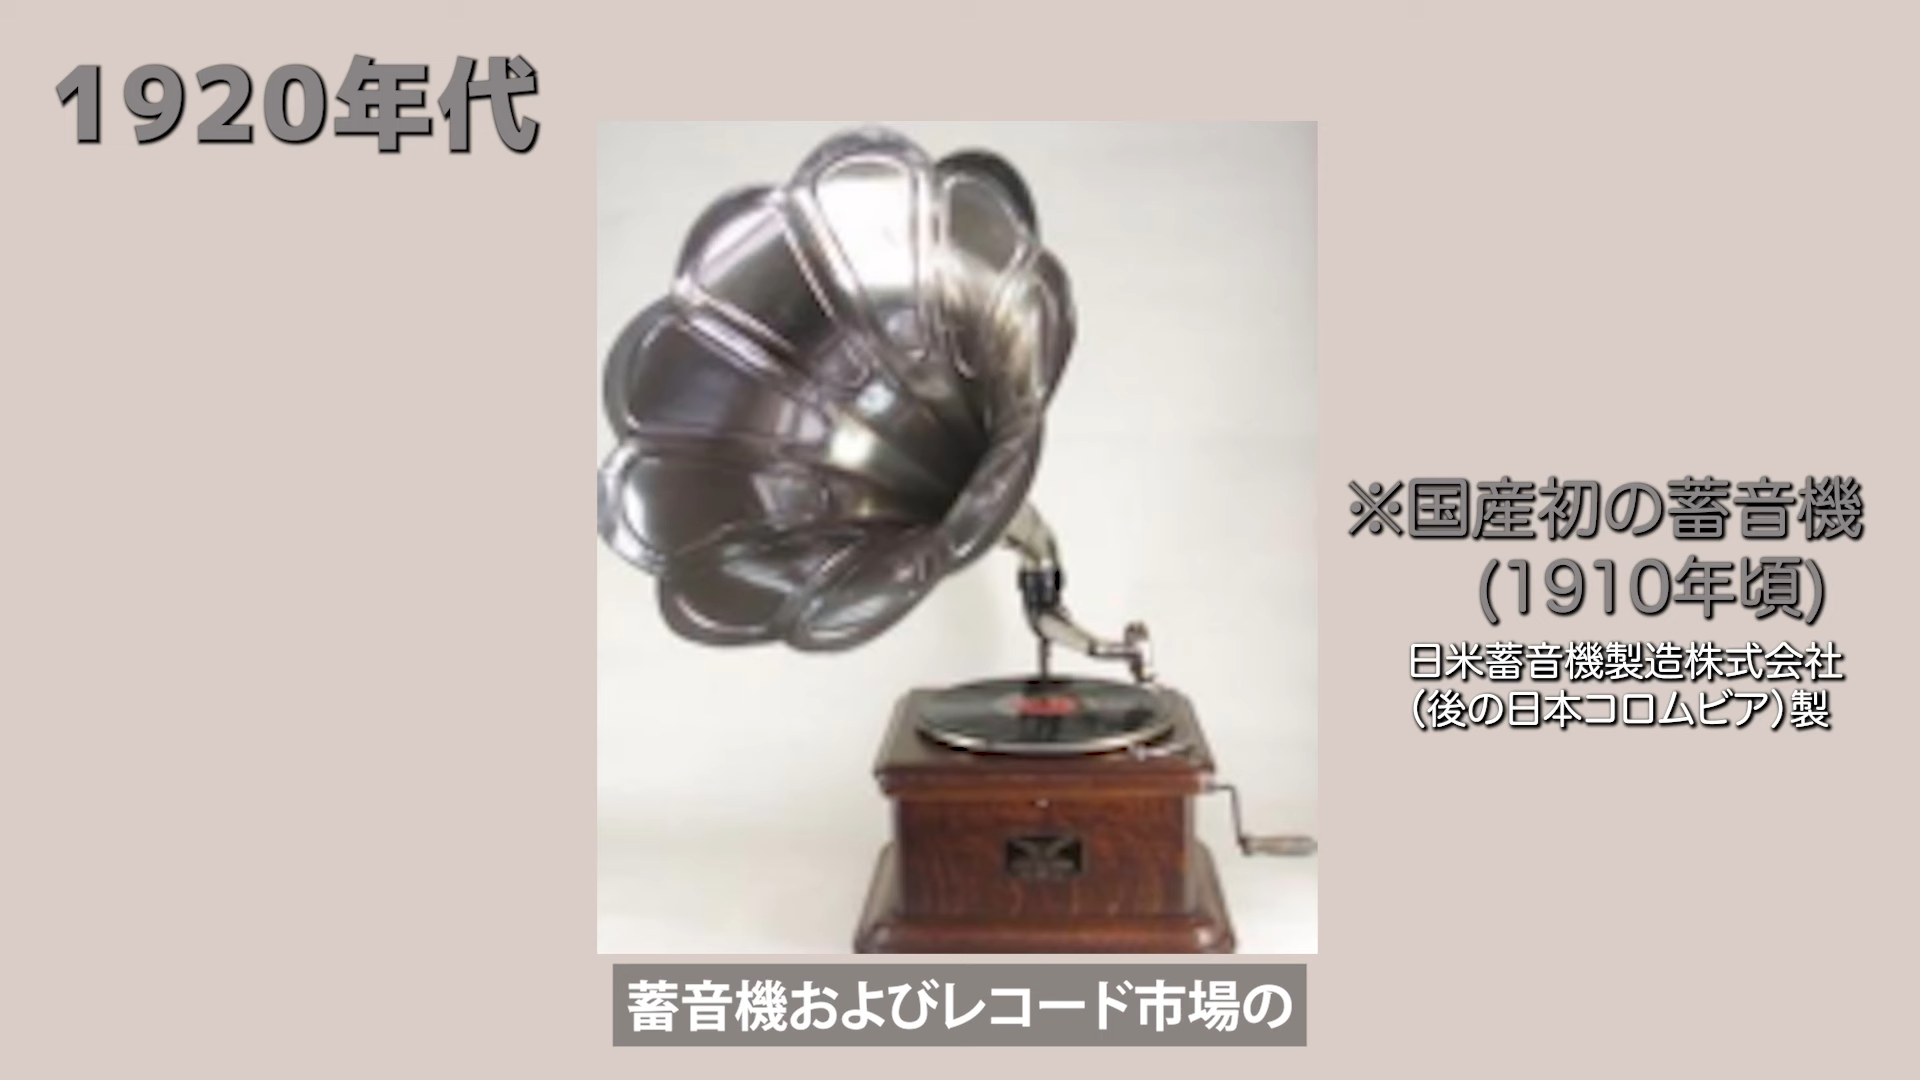 1920年代
※国産初の蓄音機
(1910年頃)
日米蓄音機製造株式会社
(後の日本コロムビア)製
蓄音機およびレコード市場の